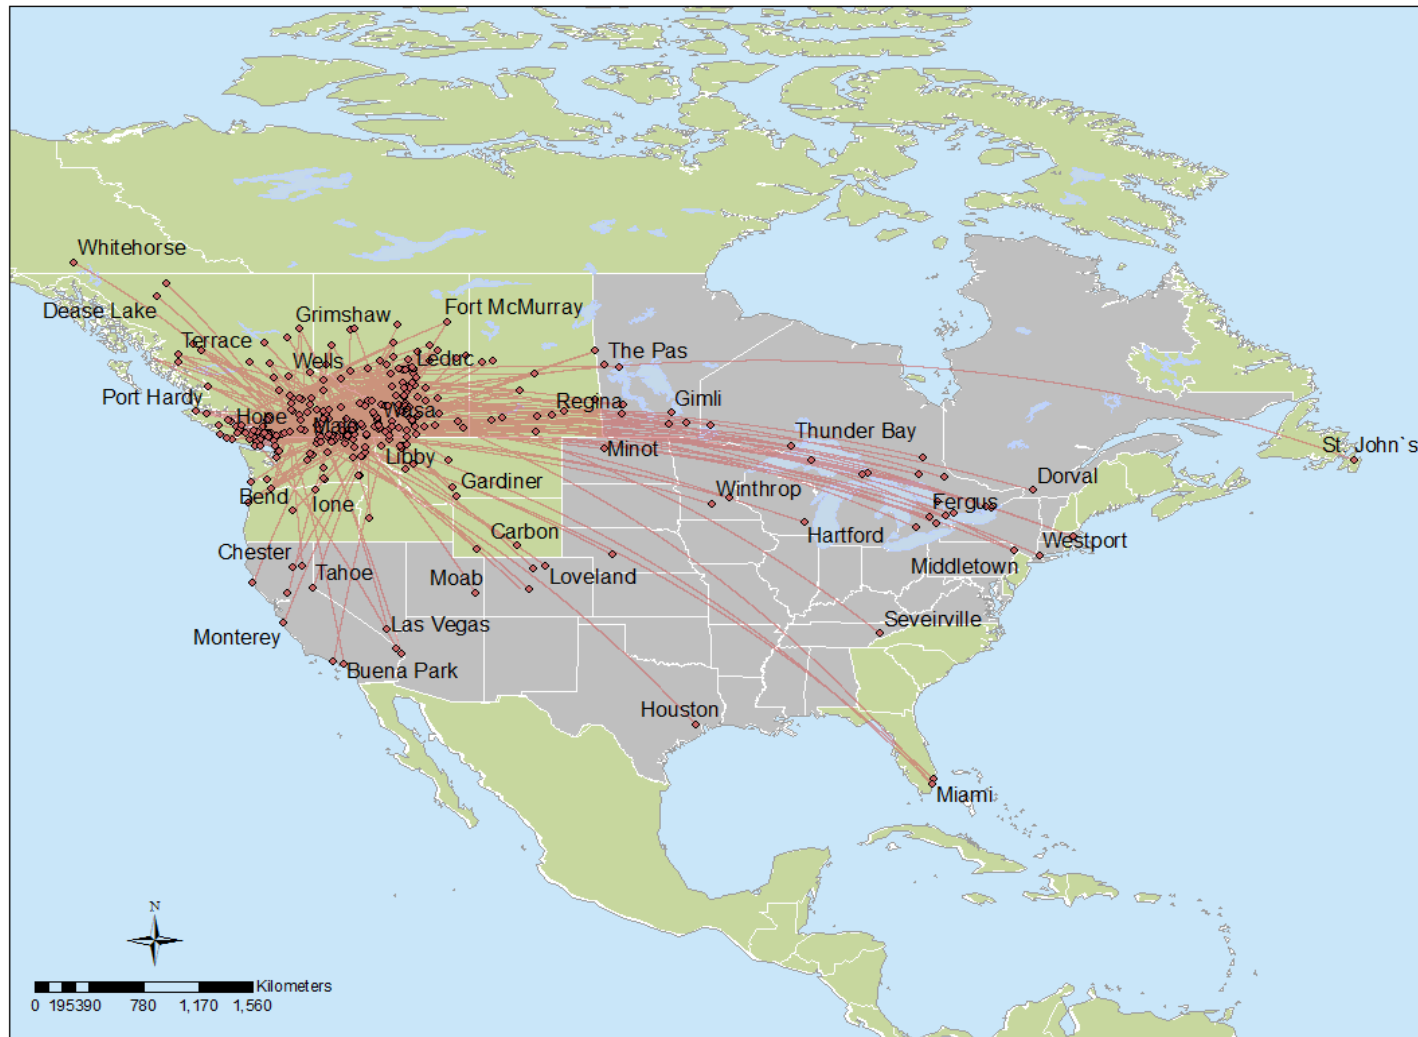 Whitehorse
Dease Lake
Grimshaw
Fort McMurray
Terrace
Wells
Leduc
The Pas
Port Hardy
Hope
Wasa
Regina
Gimli
Libby
Minot
Thunder Bay
St. John`s
Bend
Ione
Gardiner
Winthrop
Dorval
Fergus
Carbon
Hartford
Westport
Chester
Tahoe
Moab
Loveland
Middletown
Monterey
Las Vegas
Seveirville
Buena Park
Houston
Miami
N
Kilometers
0 195390 780 1,170 1,560